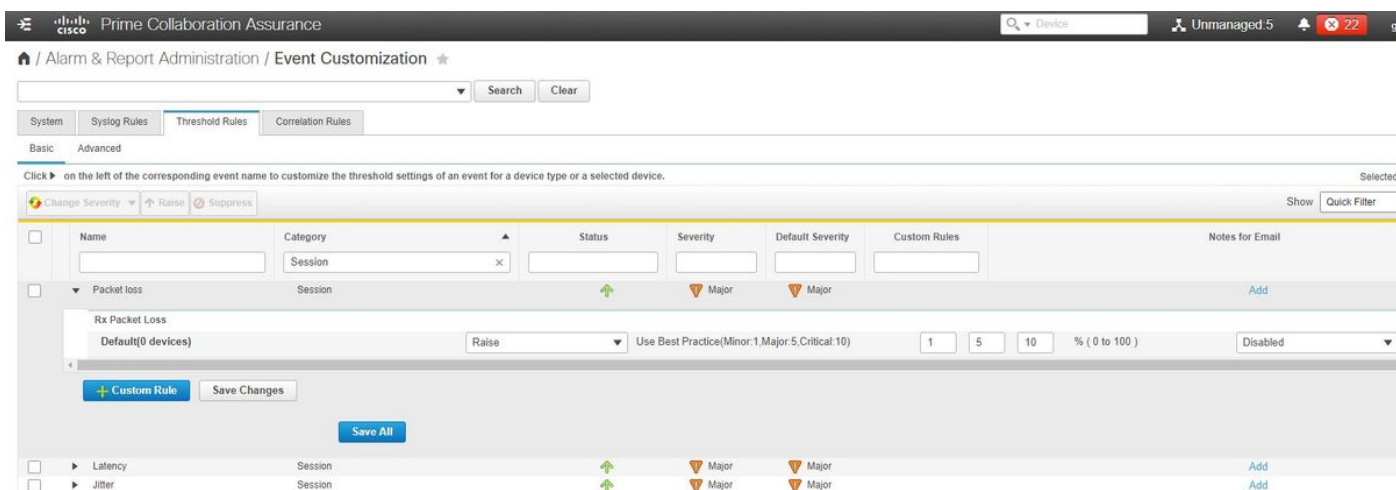 cisco Prime Collaboration Assurance Device Unmanaged:5 22
/ Alarm & Report Administration / Event Customization
Search Clear
System Syslog Rules Threshold Rules Correlation Rules
Basic Advanced
Click on the left of the corresponding event name to customize the threshold settings of an event for a device type or a selected device. Selected
Change Severity Raise Suppress Show Quick Filter
Name Category Status Severity Default Severity Custom Rules Notes for Email
Session
Packet loss Session Major Major Add
Rx Packet Loss
Default(0 devices) Raise Use Best Practice(Minor:1,Major:5,Critical:10) 1 5 10 % ( 0 to 100 ) Disabled
Custom Rule Save Changes
Save All
Latency Session Major Major Add
Jitter Session Major Major Add